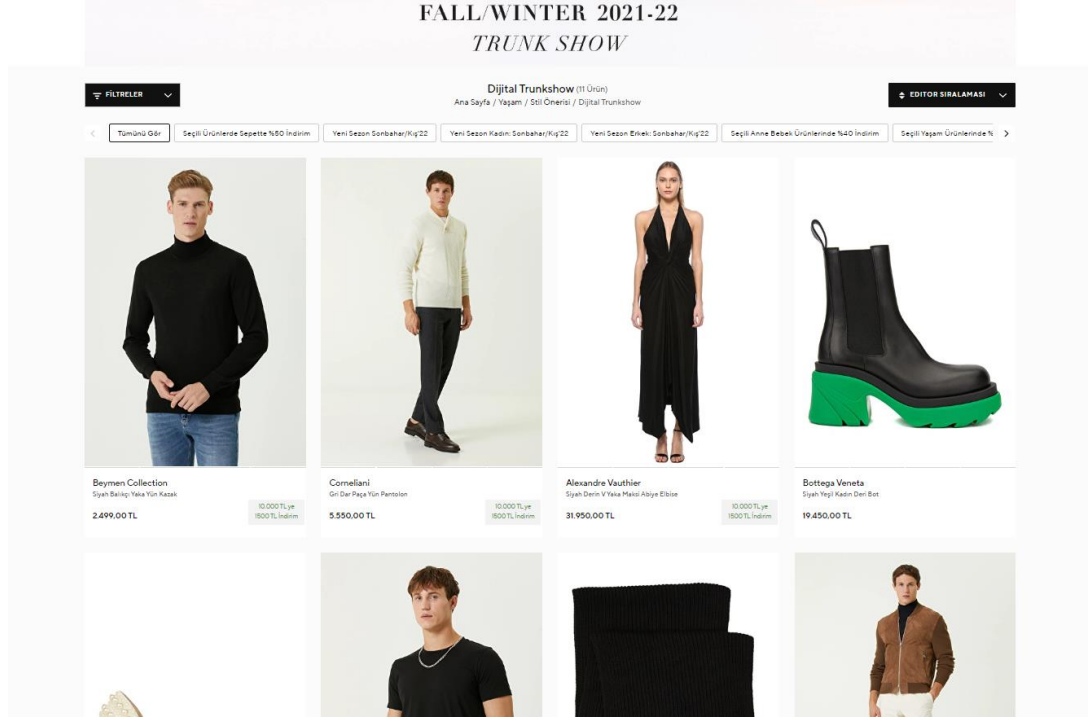 FALL/WINTER 2021-22
TRUNK SHOW
FİLTRELER
Dijital Trunkshow (11 Ürün)
EDITOR SIRALAMASI
Ana Sayfa / Yaşam / Stil Önerisi / Dijital Trunkshow
Tümünü Gör
Seçili Ürünlerde Sepette %50 İndirim
Yeni Sezon Sonbahar/Kış'22
Yeni Sezon Kadın: Sonbahar/Kış'22
Yeni Sezon Erkek: Sonbahar/Kış'22
Seçili Anne Bebek Ürünlerinde %40 İndirim
Seçili Yaşam Ürünlerinde %
Beymen Collection
Siyah Balıkçı Yaka Yün Kazak
2.499,00 TL
10.000 TL ye
1500 TL İndirim
Corneliani
Gri Dar Paça Yün Pantolon
5.550,00 TL
10.000 TL ye
1500 TL İndirim
Alexandre Vauthier
Siyah Derin V Yaka Maksi Abiye Elbise
31.950,00 TL
10.000 TL ye
1500 TL İndirim
Bottega Veneta
Siyah Yeşil Kadın Deri Bot
19.450,00 TL